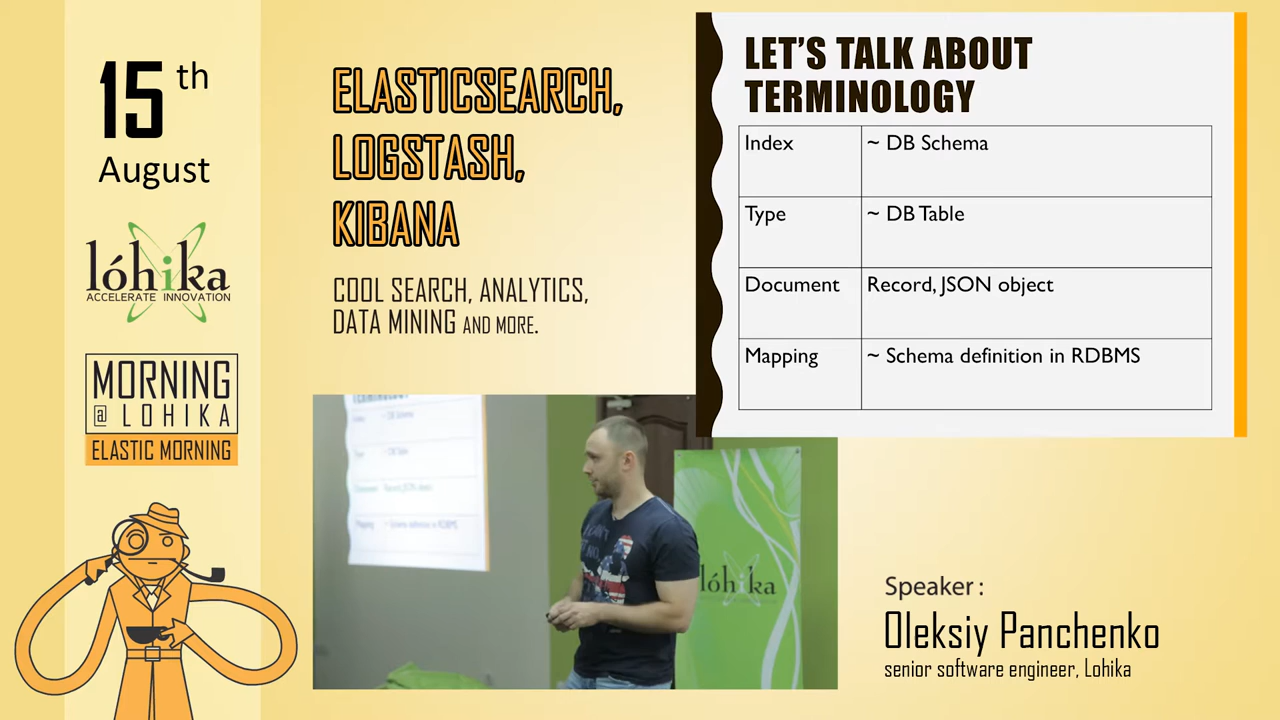 15th
August
lóhika
ACCELERATE INNOVATION
MORNING
@ LOHIKA
ELASTIC MORNING
ELASTICSEARCH,
LOGSTASH,
KIBANA
COOL SEARCH, ANALYTICS,
DATA MINING AND MORE.
LET'S TALK ABOUT
TERMINOLOGY
Index ~ DB Schema
Type ~ DB Table
Document Record, JSON object
Mapping ~ Schema definition in RDBMS
lóhika
Speaker :
Oleksiy Panchenko
senior software engineer, Lohika